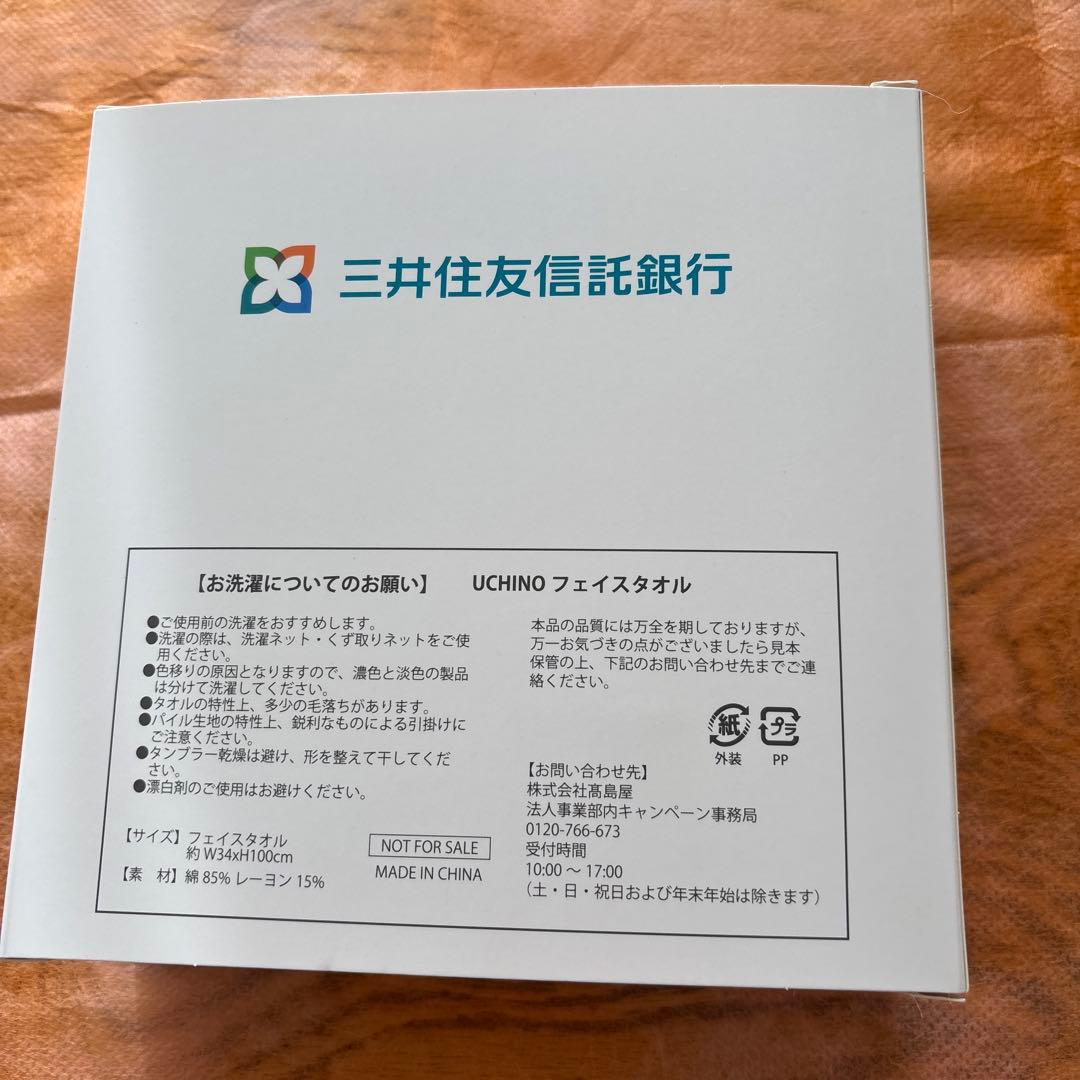 三井住友信託銀行
【お洗濯についてのお願い】 UCHINO フェイスタオル
●ご使用前の洗濯をおすすめします。
●洗濯の際は、洗濯ネット・くず取りネットをご使
用ください。
●色移りの原因となりますので、濃色と淡色の製品
は分けて洗濯してください。
●タオルの特性上、多少の毛落ちがあります。
●パイル生地の特性上、鋭利なものによる引掛けに
ご注意ください。
●タンブラー乾燥は避け、形を整えて干してくだ
さい。
●漂白剤のご使用はお避けください。
【サイズ】フェイスタオル
約 W34xH100cm
【素　材】綿 85% レーヨン 15%
NOT FOR SALE
MADE IN CHINA
本品の品質には万全を期しておりますが、
万一お気づきの点がございましたら見本
保管の上、下記のお問い合わせ先までご連
絡ください。
紙 プラ
外装 PP
【お問い合わせ先】
株式会社髙島屋
法人事業部内キャンペーン事務局
0120-766-673
受付時間
10:00 ～ 17:00
（土・日・祝日および年末年始は除きます）